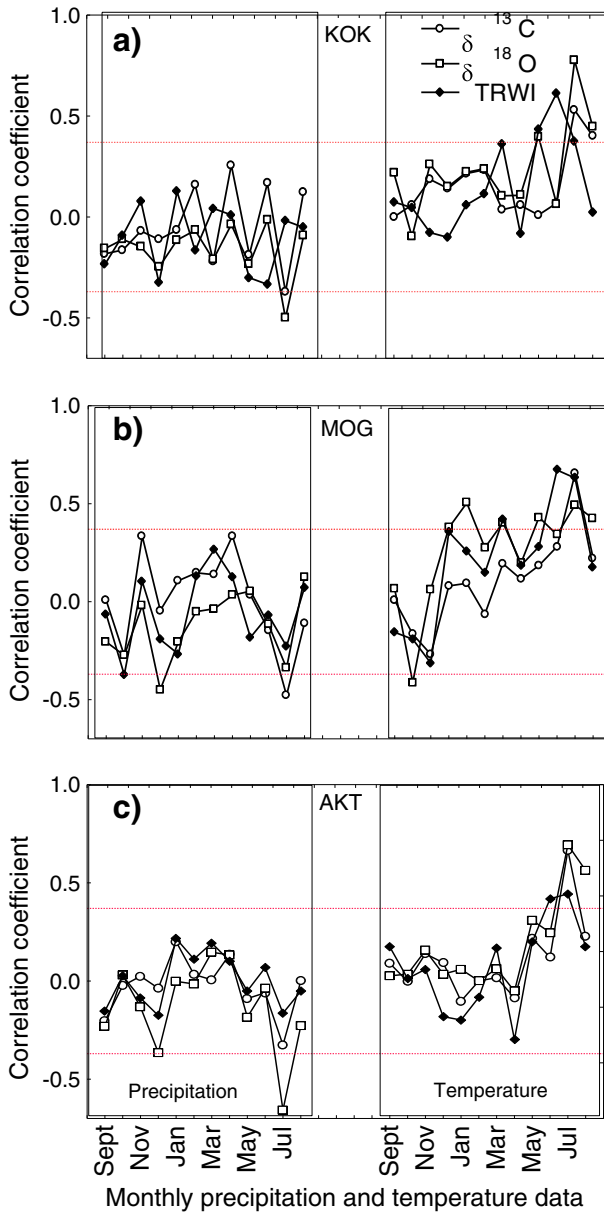 a)
KOK
δ 13 C
δ 18 O
TRWI
Correlation coefficient
1.0
0.5
0.0
-0.5
b)
MOG
Correlation coefficient
1.0
0.5
0.0
-0.5
c)
AKT
Correlation coefficient
1.0
0.5
0.0
-0.5
Precipitation
Temperature
Sept Nov Jan Mar May Jul Sept Nov Jan Mar May Jul
Monthly precipitation and temperature data